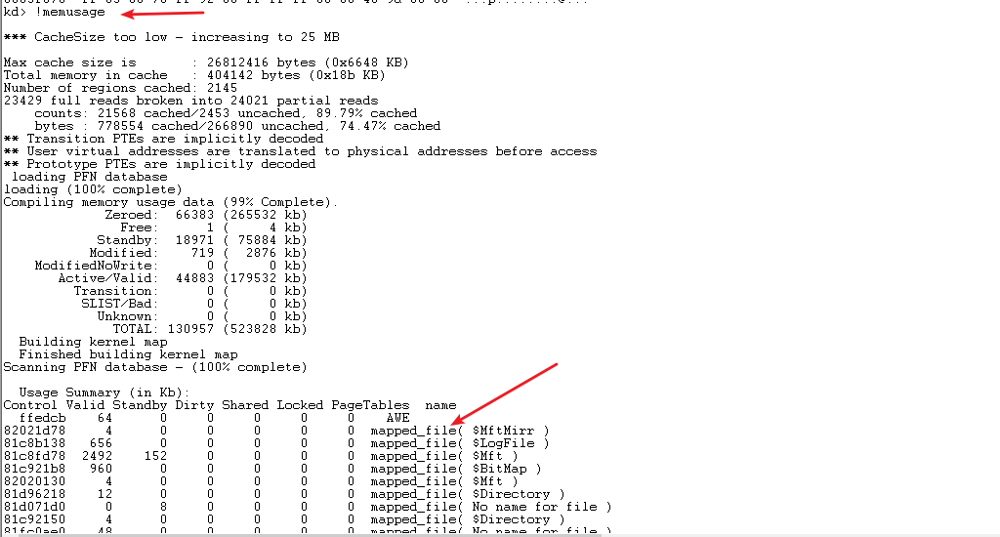 kd> !memusage
*** CacheSize too low - increasing to 25 MB
Max cache size is       : 26812416 bytes (0x6648 KB)
Total memory in cache   : 404142 bytes (0x18b KB)
Number of regions cached: 2145
23429 full reads broken into 24021 partial reads
    counts: 21568 cached/2453 uncached, 89.79% cached
    bytes : 778554 cached/266890 uncached, 74.47% cached
** Transition PTEs are implicitly decoded
** User virtual addresses are translated to physical addresses before access
** Prototype PTEs are implicitly decoded
 loading PFN database
loading (100% complete)
Compiling memory usage data (99% Complete).
             Zeroed:  66383 (265532 kb)
               Free:      1 (     4 kb)
            Standby:  18971 ( 75884 kb)
           Modified:    719 (  2876 kb)
    ModifiedNoWrite:      0 (     0 kb)
       Active/Valid:  44883 (179532 kb)
         Transition:      0 (     0 kb)
          SLIST/Bad:      0 (     0 kb)
            Unknown:      0 (     0 kb)
              TOTAL: 130957 (523828 kb)
  Building kernel map
  Finished building kernel map
Scanning PFN database - (100% complete)
  Usage Summary (in Kb):
Control Valid Standby Dirty Shared Locked PageTables  name
  ffedcb    64      0     0     0     0     0    AWE
82021d78     4      0     0     0     0     0  mapped_file( $MftMirr )
81c8b138   656      0     0     0     0     0  mapped_file( $LogFile )
81c8fd78  2492    152     0     0     0     0  mapped_file( $Mft )
81c921b8   960      0     0     0     0     0  mapped_file( $BitMap )
82020130     4      0     0     0     0     0  mapped_file( $Mft )
81d96218    12      0     0     0     0     0  mapped_file( $Directory )
81d071d0     0      8     0     0     0     0  mapped_file( No name for file )
81c92150     4      0     0     0     0     0  mapped_file( $Directory )
81fc0ae0    48      0     0     0     0     0  mapped_file( No name for file )